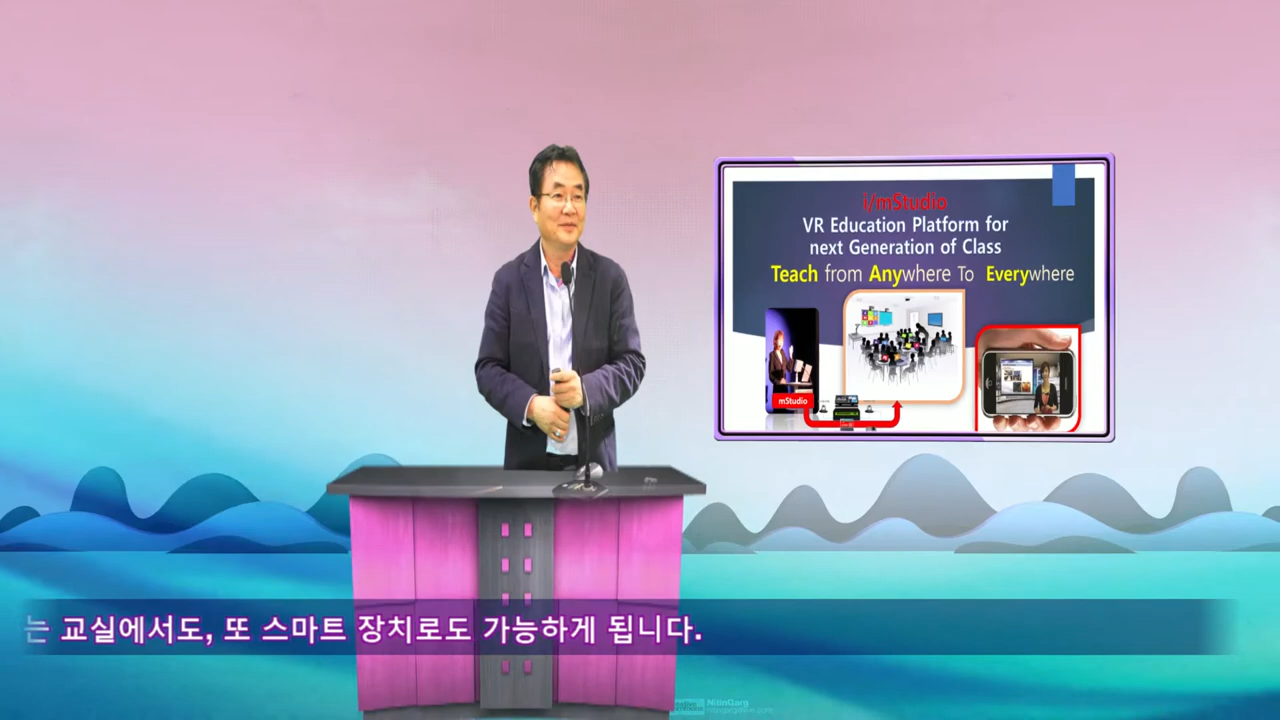 i/mStudio
VR Education Platform for
next Generation of Class
Teach from Anywhere To Everywhere
mStudio
는 교실에서도, 또 스마트 장치로도 가능하게 됩니다.
NitinGarg